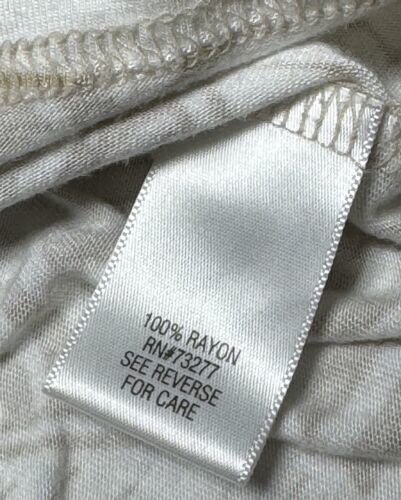 100% RAYON
RN#73277
SEE REVERSE
FOR CARE